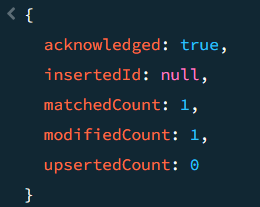 {
acknowledged: true,
insertedId: null,
matchedCount: 1,
modifiedCount: 1,
upsertedCount: 0
}